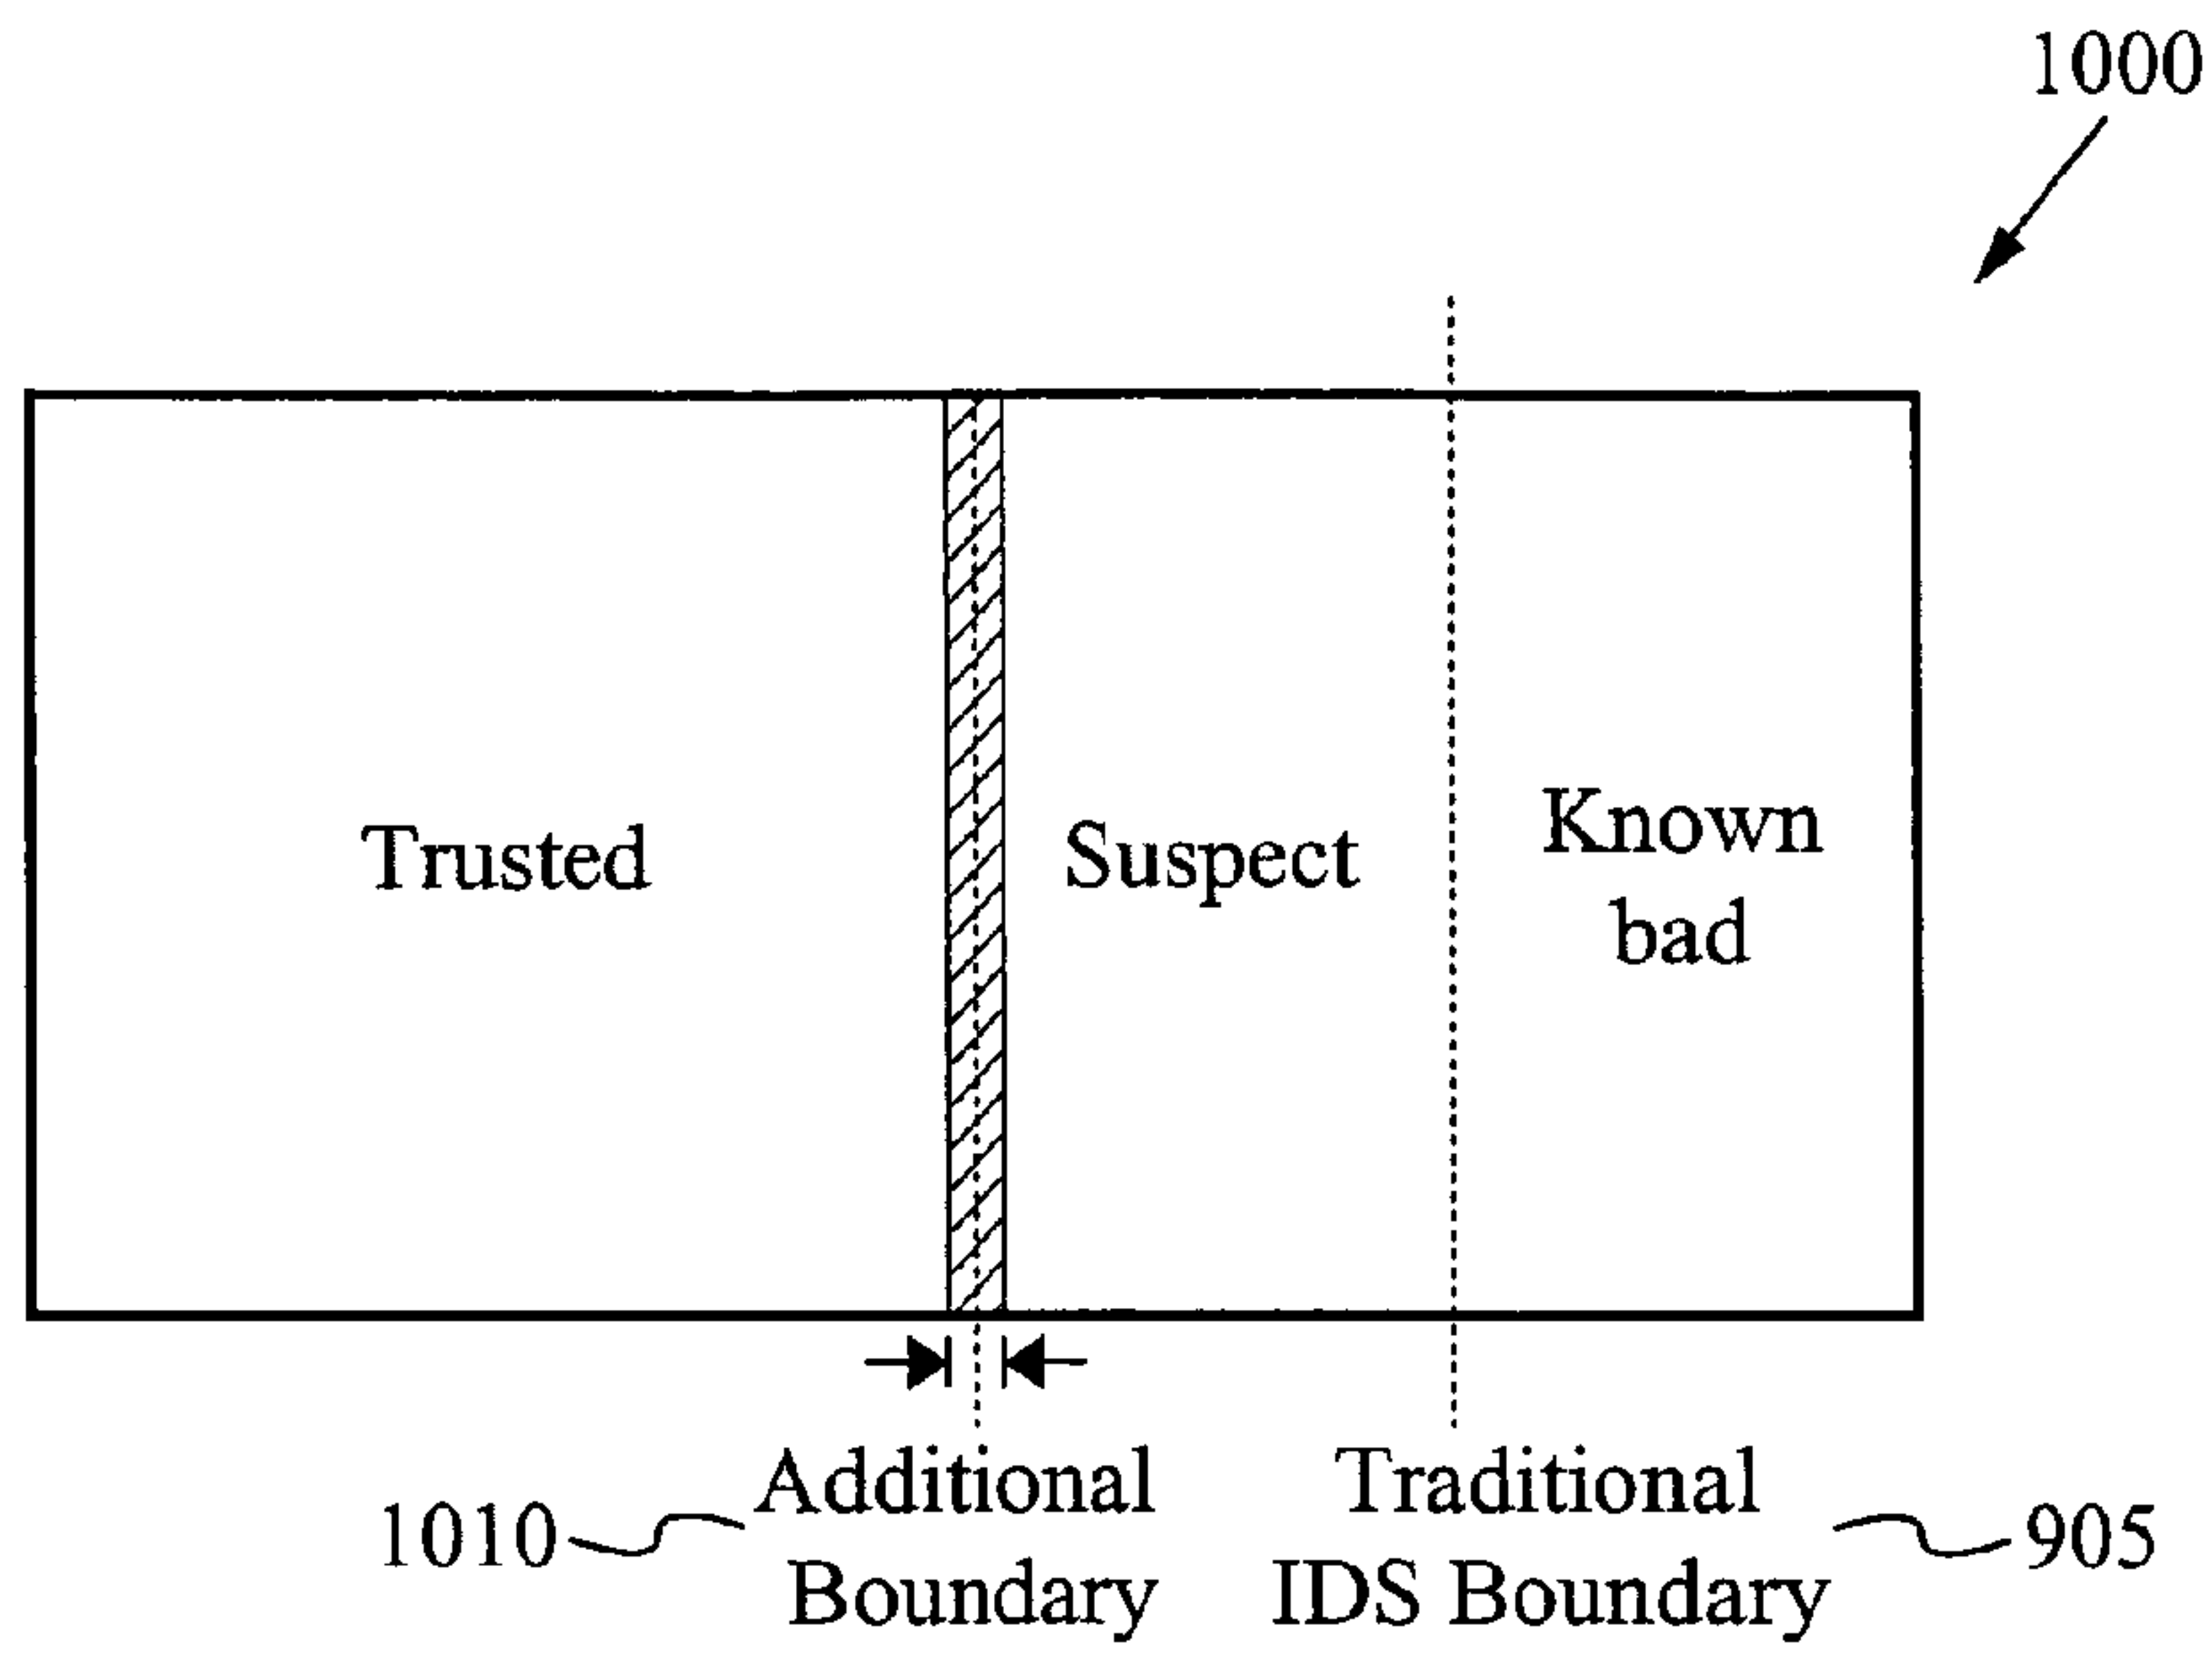 1000
Trusted
Suspect
Known
bad
1010
Additional
Boundary
Traditional
IDS Boundary
905